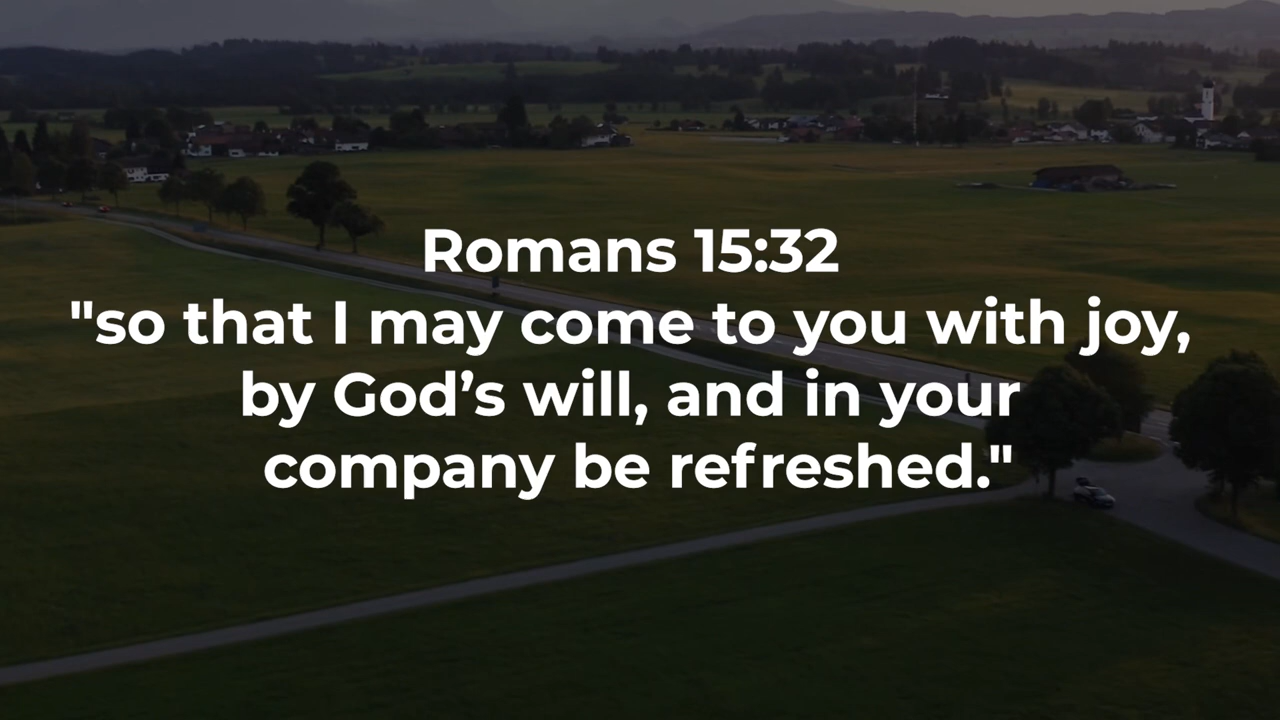 Romans 15:32
"so that I may come to you with joy,
by God’s will, and in your
company be refreshed."